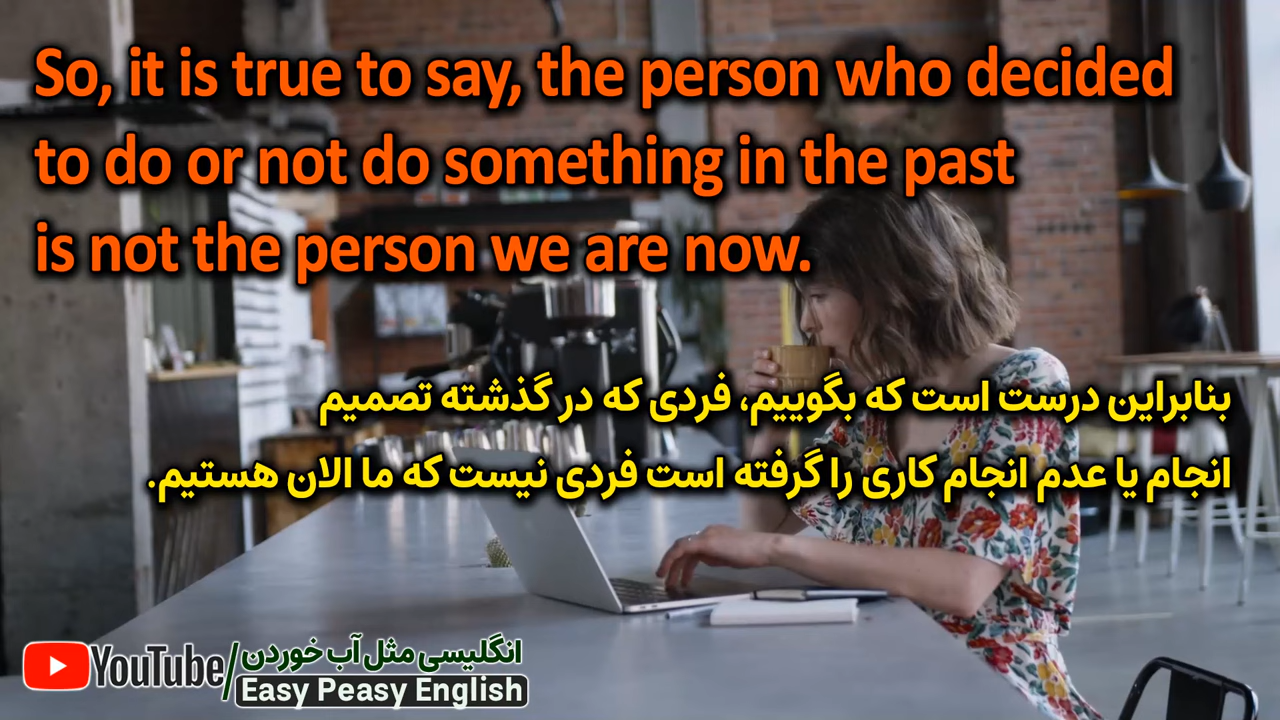 So, it is true to say, the person who decided
to do or not do something in the past
is not the person we are now.
بنابراین درست است که بگوییم، فردی که در گذشته تصمیم
انجام یا عدم انجام کاری را گرفته است فردی نیست که ما الان هستیم.
YouTube/انگلیسی مثل آب خوردن
Easy Peasy English